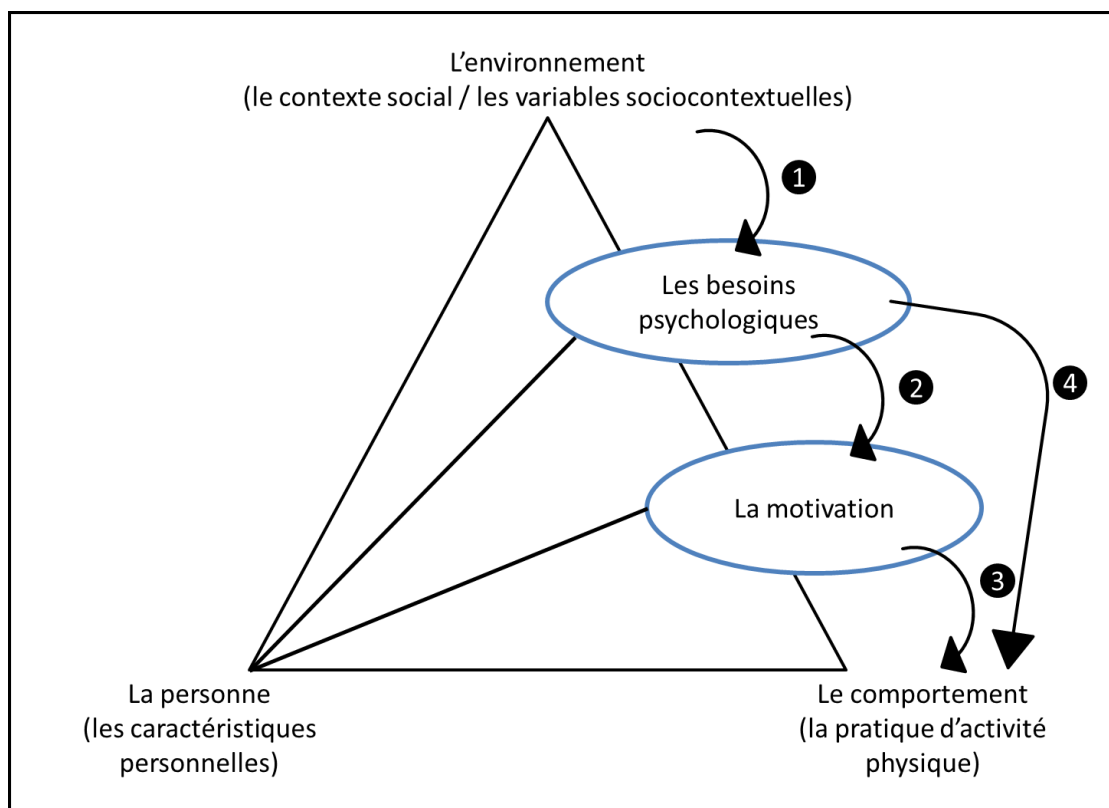 L’environnement
(le contexte social / les variables sociocontextuelles)
1
Les besoins
psychologiques
2
4
La motivation
3
La personne
(les caractéristiques
personnelles)
Le comportement
(la pratique d’activité
physique)